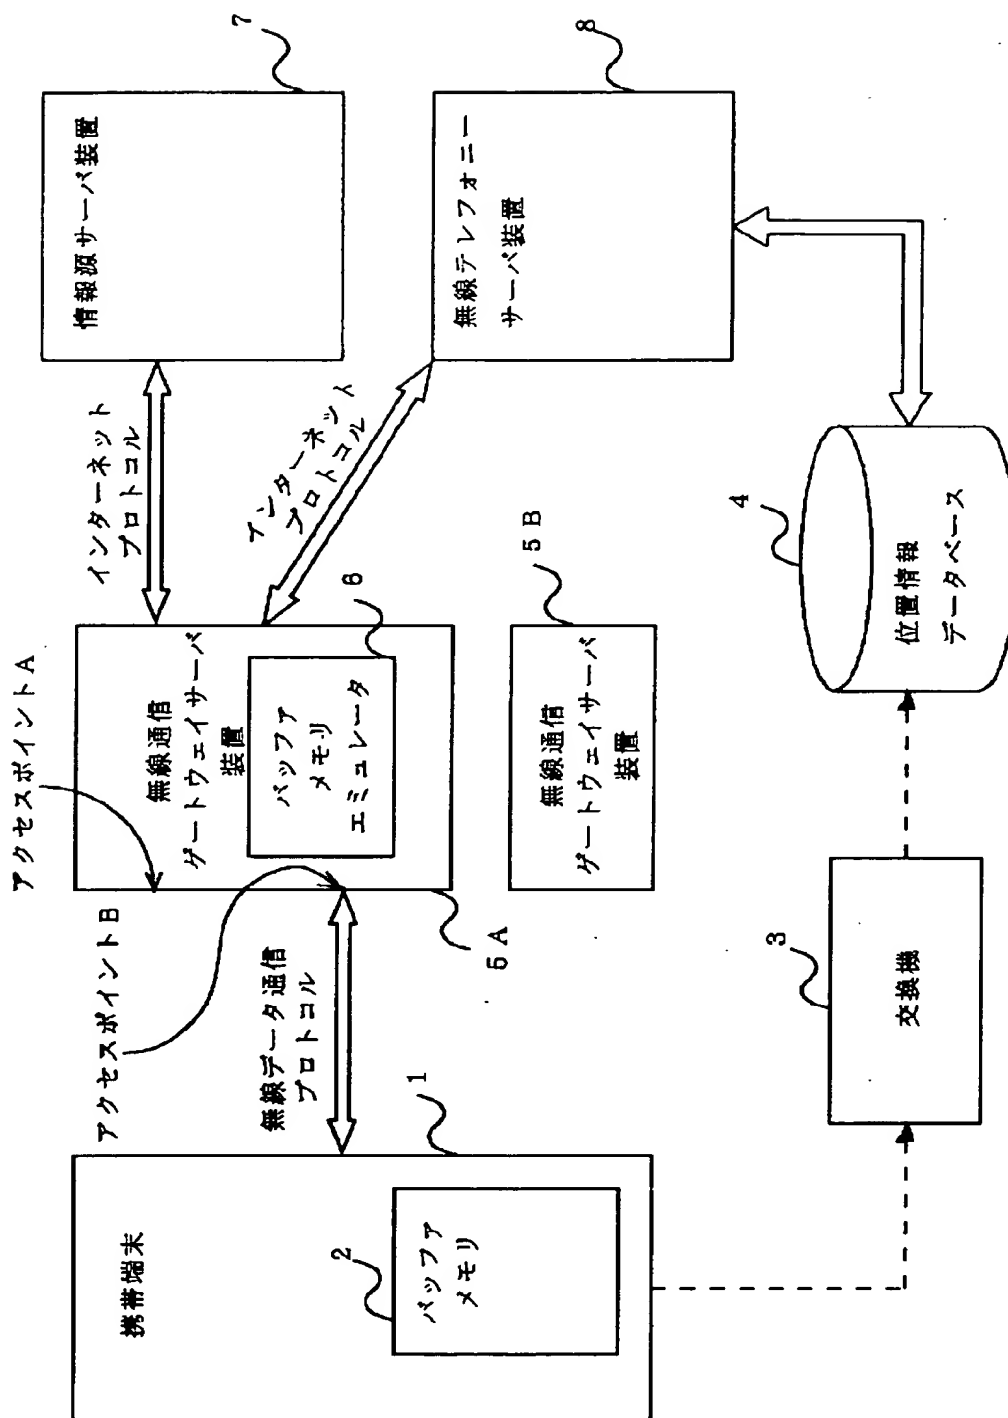 携帯端末
1
2
バッファ
メモリ
無線データ通信
プロトコル
アクセスポイントB
アクセスポイントA
無線通信
ゲートウェイサーバ
装置
バッファ
メモリ
エミュレータ
6
5A
無線通信
ゲートウェイサーバ
装置
5B
インターネット
プロトコル
インターネット
プロトコル
情報源サーバ装置
7
無線テレフォニー
サーバ装置
8
交換機
3
位置情報
データベース
4